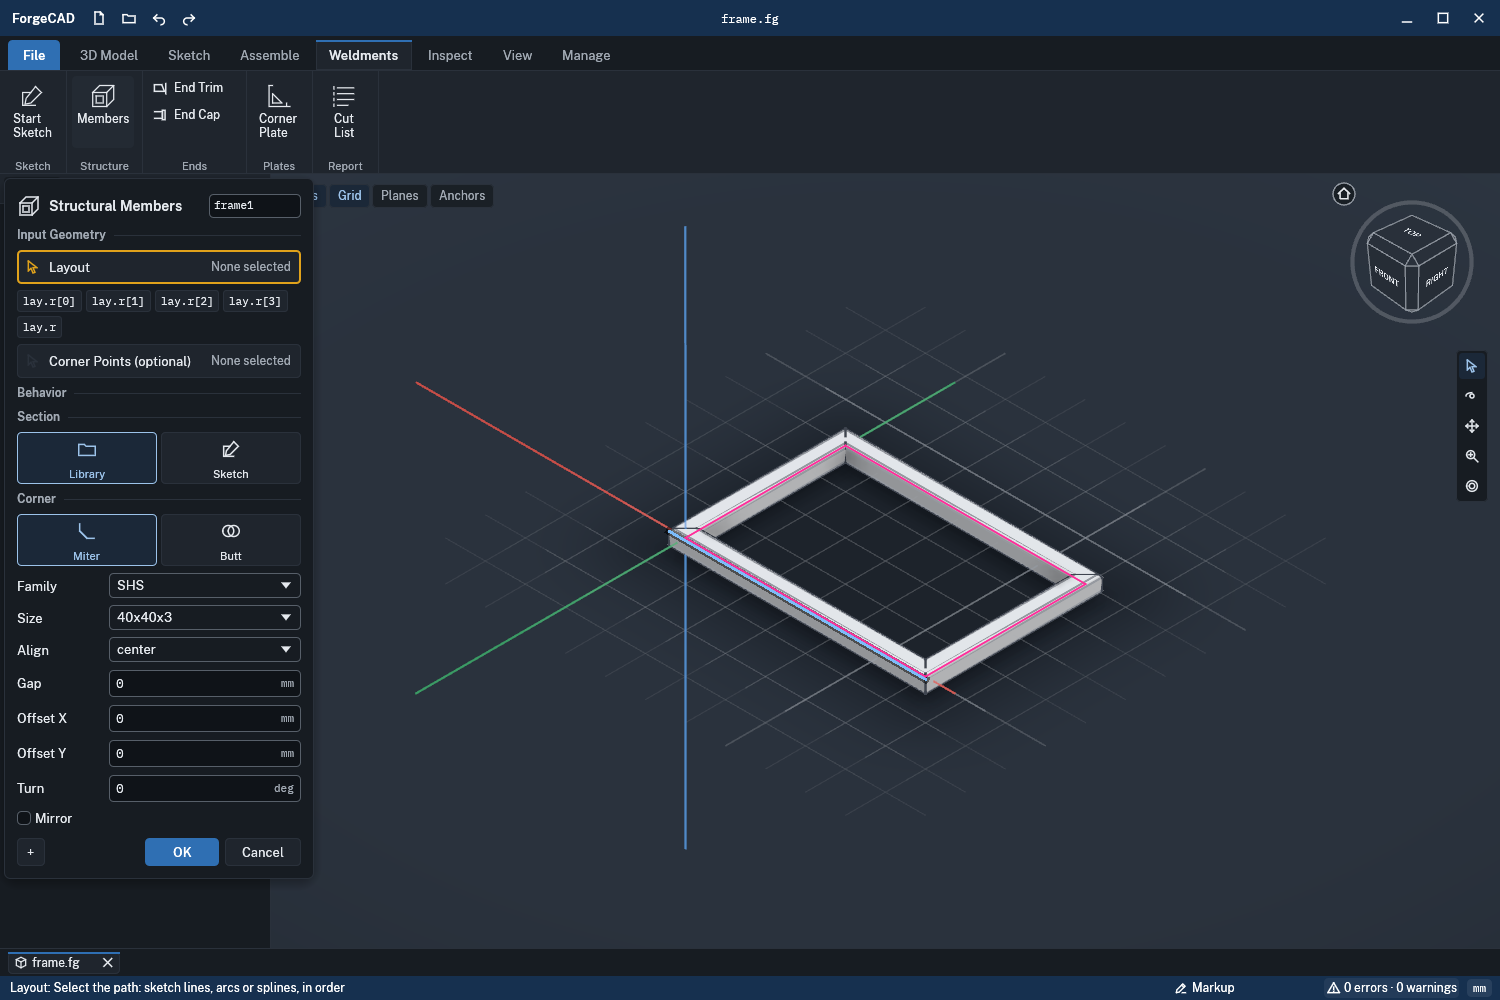 ForgeCAD
frame.fg
File
3D Model
Sketch
Assemble
Weldments
Inspect
View
Manage
Start Sketch
Members
End Trim
End Cap
Corner Plate
Cut List
Sketch
Structure
Ends
Plates
Report
s
Grid
Planes
Anchors
Structural Members
frame1
Input Geometry
Layout
None selected
lay.r[0]
lay.r[1]
lay.r[2]
lay.r[3]
lay.r
Corner Points (optional)
None selected
Behavior
Section
Library
Sketch
Corner
Miter
Butt
Family
SHS
Size
40x40x3
Align
center
Gap
0
mm
Offset X
0
mm
Offset Y
0
mm
Turn
0
deg
Mirror
+
OK
Cancel
TOP
FRONT
RIGHT
frame.fg
Layout: Select the path: sketch lines, arcs or splines, in order
Markup
0 errors · 0 warnings
mm